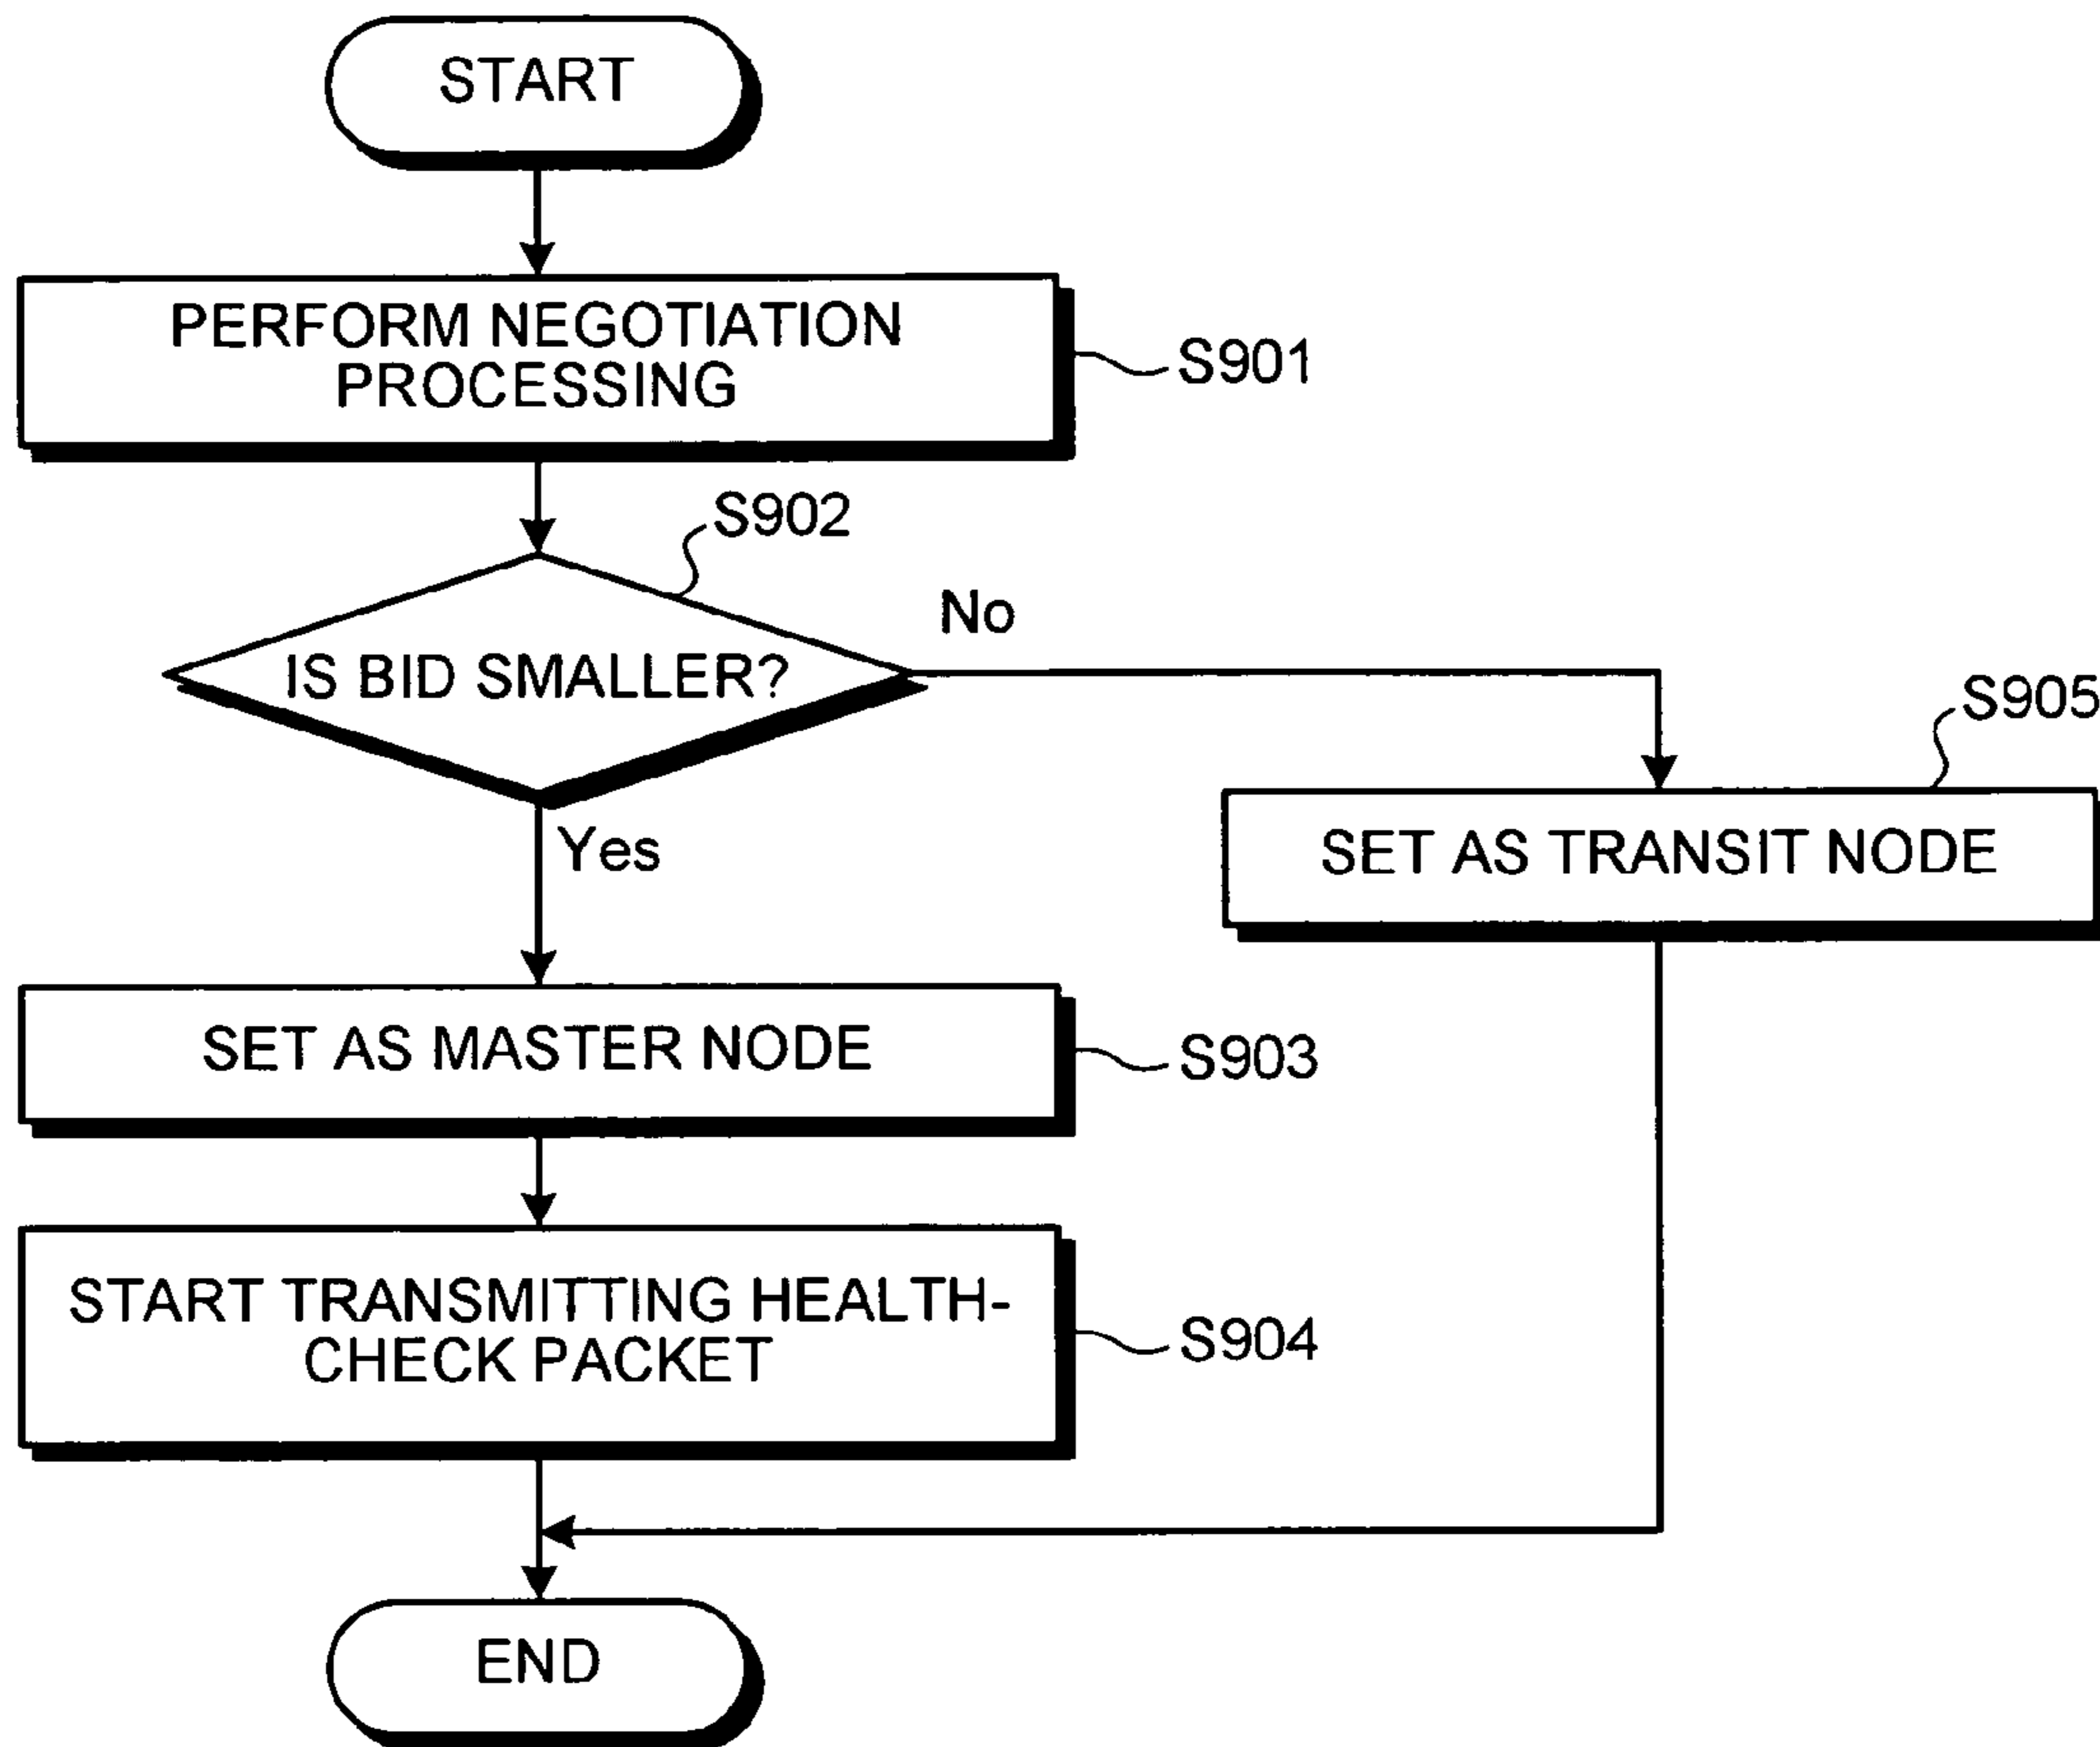 START
PERFORM NEGOTIATION
PROCESSING
S901
S902
IS BID SMALLER?
No
Yes
S905
SET AS TRANSIT NODE
SET AS MASTER NODE
S903
START TRANSMITTING HEALTH-
CHECK PACKET
S904
END